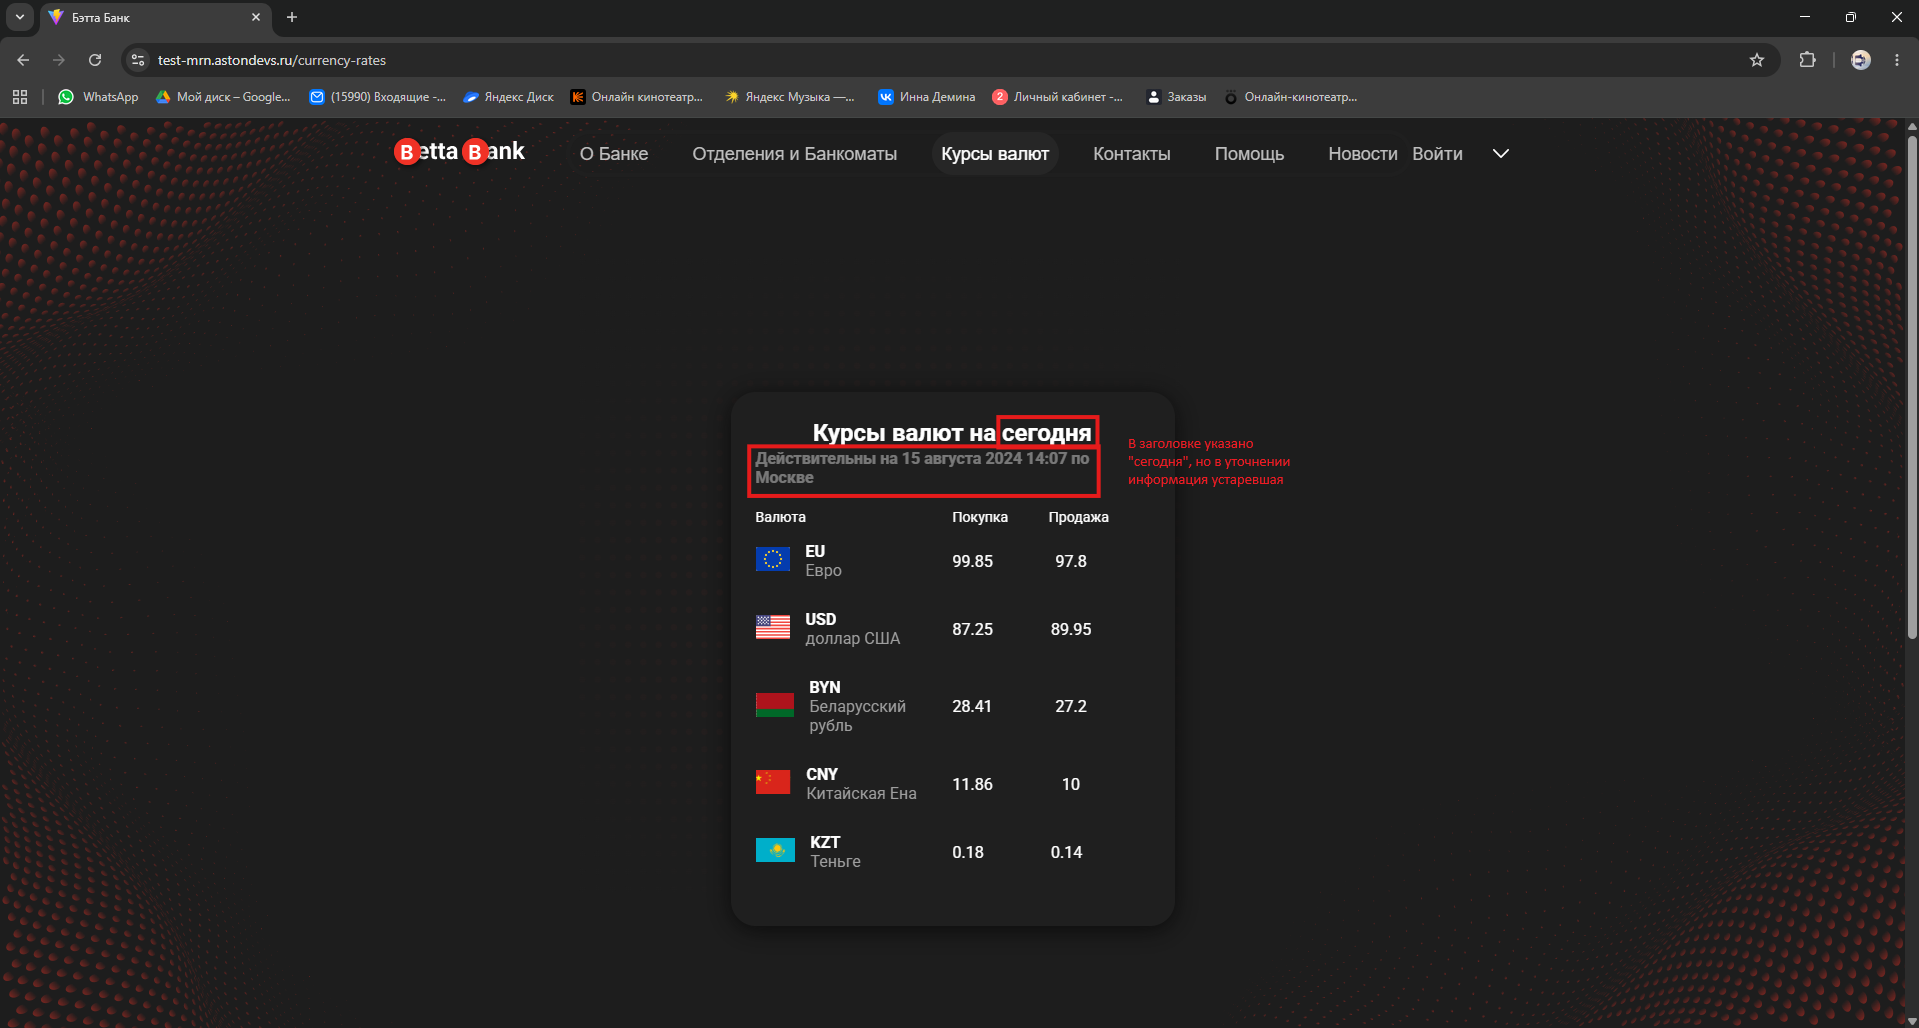 Бэтта Банк
test-mrn.astondevs.ru/currency-rates
WhatsApp
Мой диск – Google...
(15990) Входящие -...
Яндекс Диск
Онлайн кинотеатр...
Яндекс Музыка —...
Инна Демина
2 Личный кабинет -...
Заказы
Онлайн-кинотеатр...
Betta Bank
О Банке
Отделения и Банкоматы
Курсы валют
Контакты
Помощь
Новости
Войти
Курсы валют на сегодня
Действительны на 15 августа 2024 14:07 по
Москве
В заголовке указано
"сегодня", но в уточнении
информация устаревшая
Валюта Покупка Продажа
EU
Евро
99.85 97.8
USD
доллар США
87.25 89.95
BYN
Беларусский
рубль
28.41 27.2
CNY
Китайская Ена
11.86 10
KZT
Теньге
0.18 0.14